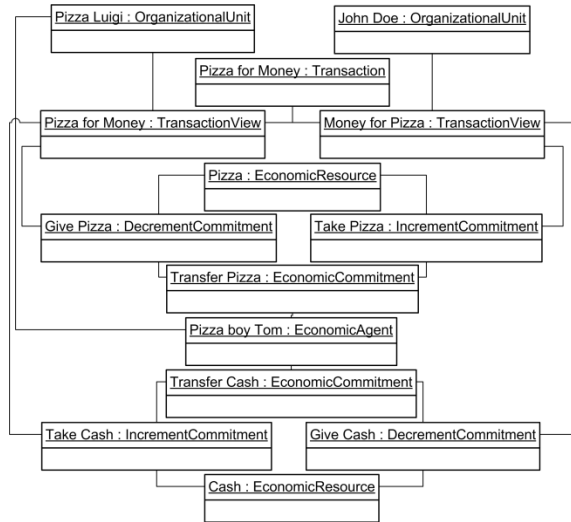 Pizza Luigi : OrganizationalUnit
John Doe : OrganizationalUnit
Pizza for Money : Transaction
Pizza for Money : TransactionView
Money for Pizza : TransactionView
Pizza : EconomicResource
Give Pizza : DecrementCommitment
Take Pizza : IncrementCommitment
Transfer Pizza : EconomicCommitment
Pizza boy Tom : EconomicAgent
Transfer Cash : EconomicCommitment
Take Cash : IncrementCommitment
Give Cash : DecrementCommitment
Cash : EconomicResource